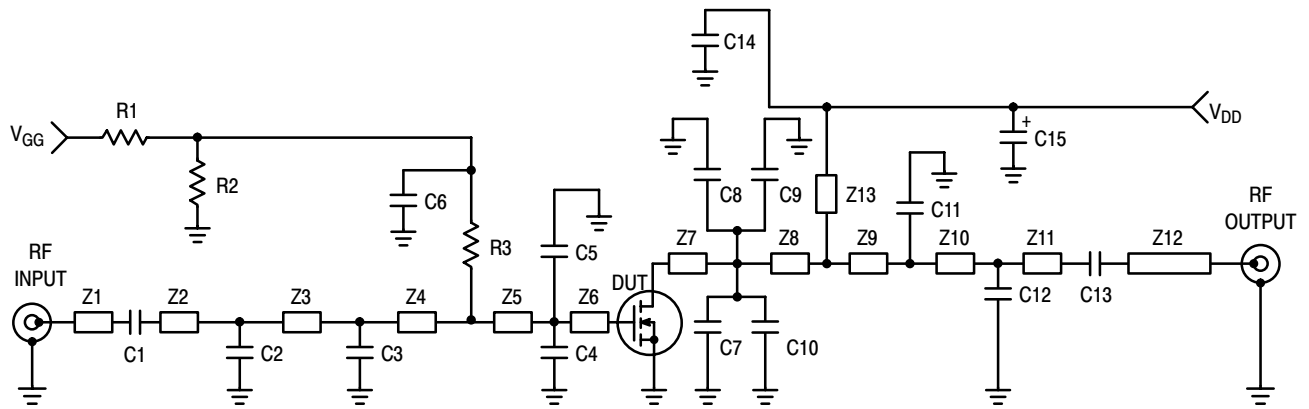 C14
R1
VGG
VDD
+
C15
R2
C6
C8
C9
Z13
C11
RF
OUTPUT
R3
C5
Z7
Z8
Z9
Z10
Z11
Z12
RF
INPUT
DUT
Z1
Z2
Z3
Z4
Z5
Z6
C12
C13
C1
C2
C3
C4
C7
C10